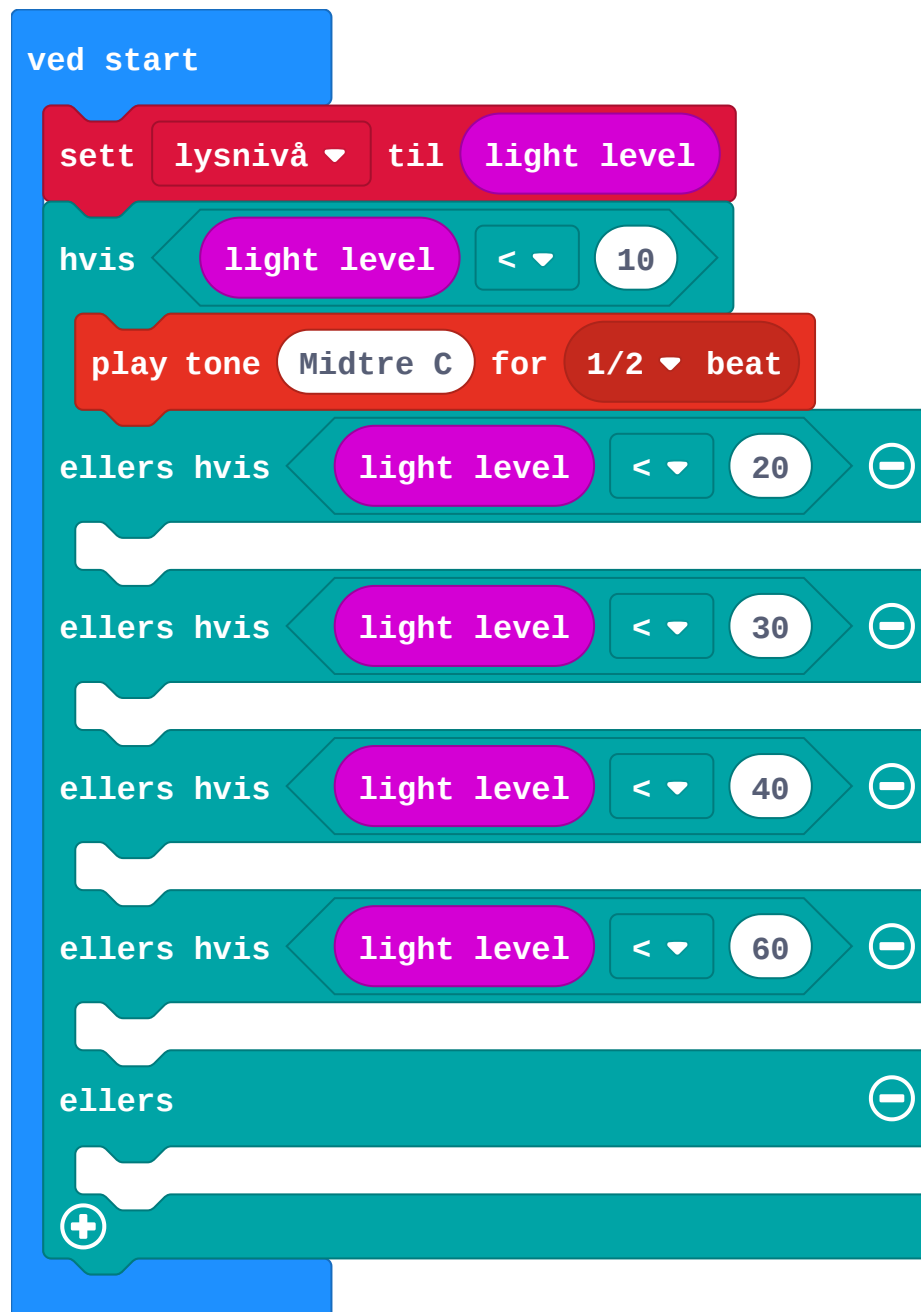 ved start
sett lysnivå til light level
hvis light level < 10
play tone Midtre C for 1/2 beat
ellers hvis light level < 20
ellers hvis light level < 30
ellers hvis light level < 40
ellers hvis light level < 60
ellers